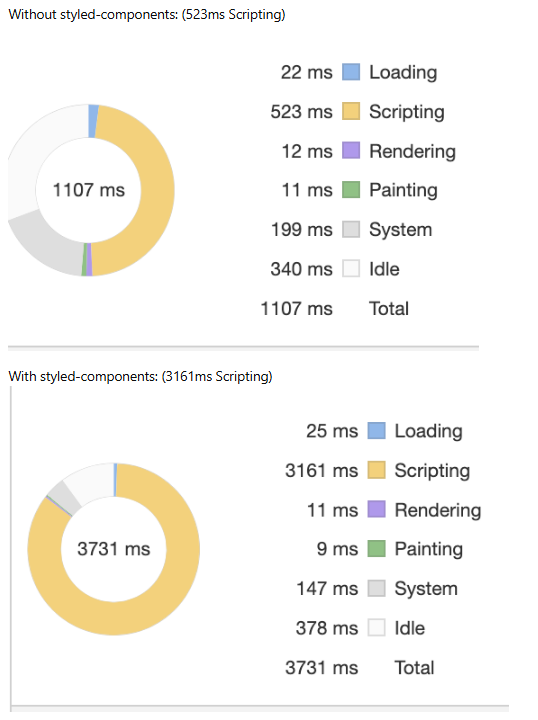 Without styled-components: (523ms Scripting)
22 ms Loading
523 ms Scripting
12 ms Rendering
1107 ms
11 ms Painting
199 ms System
340 ms Idle
1107 ms Total
With styled-components: (3161ms Scripting)
25 ms Loading
3161 ms Scripting
11 ms Rendering
3731 ms
9 ms Painting
147 ms System
378 ms Idle
3731 ms Total